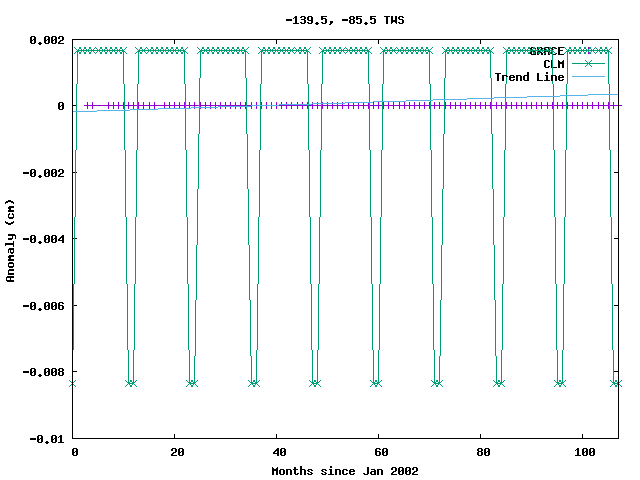 -139.5, -85.5 TWS
0.002
GRACE
CLM
Trend Line
0
-0.002
-0.004
Anomaly (cm)
-0.006
-0.008
-0.01
0 20 40 60 80 100
Months since Jan 2002